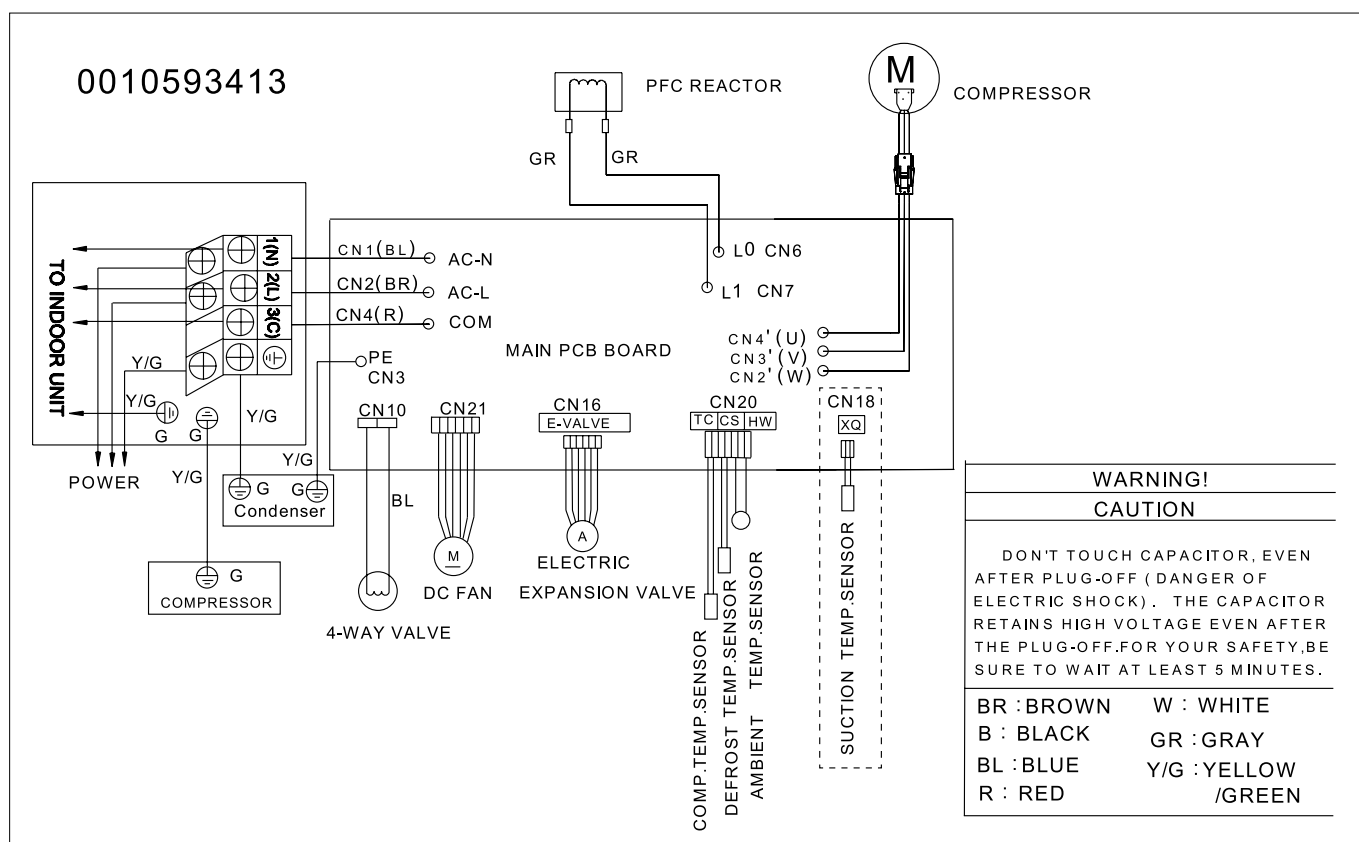 0010593413
PFC REACTOR
M
COMPRESSOR
GR
GR
TO INDOOR UNIT
1(N)
2(L)
3(C)
CN1(BL)
AC-N
CN2(BR)
AC-L
CN4(R)
COM
L0 CN6
L1 CN7
MAIN PCB BOARD
CN4'(U)
CN3'(V)
CN2'(W)
PE
CN3
Y/G
Y/G
G
G
Y/G
Y/G
Y/G
POWER
G
G
Condenser
G
COMPRESSOR
CN10
BL
4-WAY VALVE
CN21
M
DC FAN
CN16
E-VALVE
A
ELECTRIC
EXPANSION VALVE
CN20
TC CS HW
COMP.TEMP.SENSOR
DEFROST TEMP.SENSOR
AMBIENT TEMP.SENSOR
CN18
XQ
SUCTION TEMP.SENSOR
WARNING!
CAUTION
DON'T TOUCH CAPACITOR, EVEN
AFTER PLUG-OFF ( DANGER OF
ELECTRIC SHOCK). THE CAPACITOR
RETAINS HIGH VOLTAGE EVEN AFTER
THE PLUG-OFF.FOR YOUR SAFETY,BE
SURE TO WAIT AT LEAST 5 MINUTES.
BR : BROWN W : WHITE
B : BLACK GR : GRAY
BL : BLUE Y/G : YELLOW
R : RED /GREEN